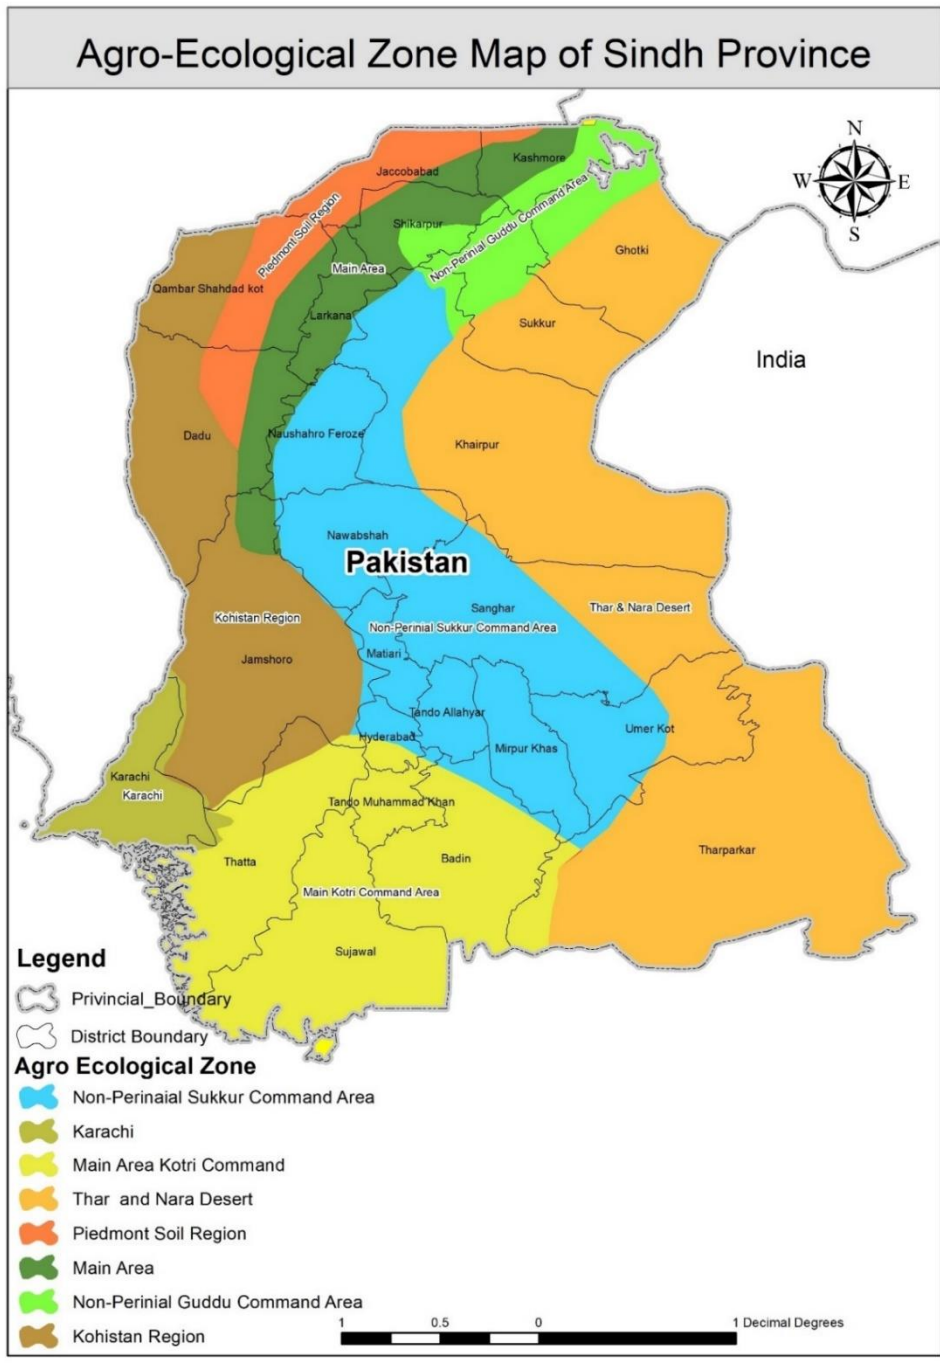 Agro-Ecological Zone Map of Sindh Province
N
W E
S
Kashmore
Jaccobabad
Piedmont Soil Region
Shikarpur
Non-Perinial Guddu Command Area
Ghotki
Main Area
Qambar Shahdad kot
Larkana
Sukkur
India
Dadu
Naushahro Feroze
Khairpur
Nawabshah
Pakistan
Sanghar
Thar & Nara Desert
Kohistan Region
Non-Perinial Sukkur Command Area
Jamshoro
Matiari
Tando Allahyar
Umer Kot
Hyderabad
Mirpur Khas
Karachi
Karachi
Tando Muhammad Khan
Thatta
Badin
Tharparkar
Main Kotri Command Area
Sujawal
Legend
Privincial_Boundary
District Boundary
Agro Ecological Zone
Non-Perinaial Sukkur Command Area
Karachi
Main Area Kotri Command
Thar and Nara Desert
Piedmont Soil Region
Main Area
Non-Perinial Guddu Command Area
Kohistan Region
1 0.5 0 1 Decimal Degrees